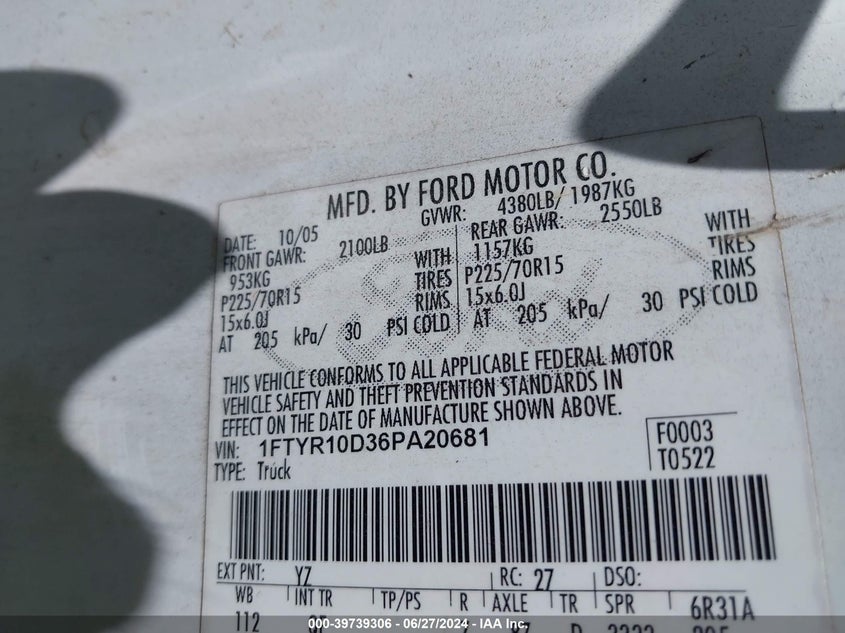 MFD. BY FORD MOTOR CO.
DATE: 10/05 GVWR: 4380LB/ 1987KG
FRONT GAWR: 2100LB REAR GAWR: 2550LB
953KG WITH 1157KG WITH
P225/70R15 TIRES P225/70R15 TIRES
15x6.0J RIMS 15x6.0J RIMS
AT 205 kPa/ 30 PSI COLD AT 205 kPa/ 30 PSI COLD
THIS VEHICLE CONFORMS TO ALL APPLICABLE FEDERAL MOTOR
VEHICLE SAFETY AND THEFT PREVENTION STANDARDS IN
EFFECT ON THE DATE OF MANUFACTURE SHOWN ABOVE.
VIN: 1FTYR10D36PA20681 F0003
TYPE: Truck T0522
EXT PNT: YZ RC: 27 DSO:
WB INT TR TP/PS R AXLE TR SPR 6R31A
112
000-39739306 - 06/27/2024 - IAA Inc.